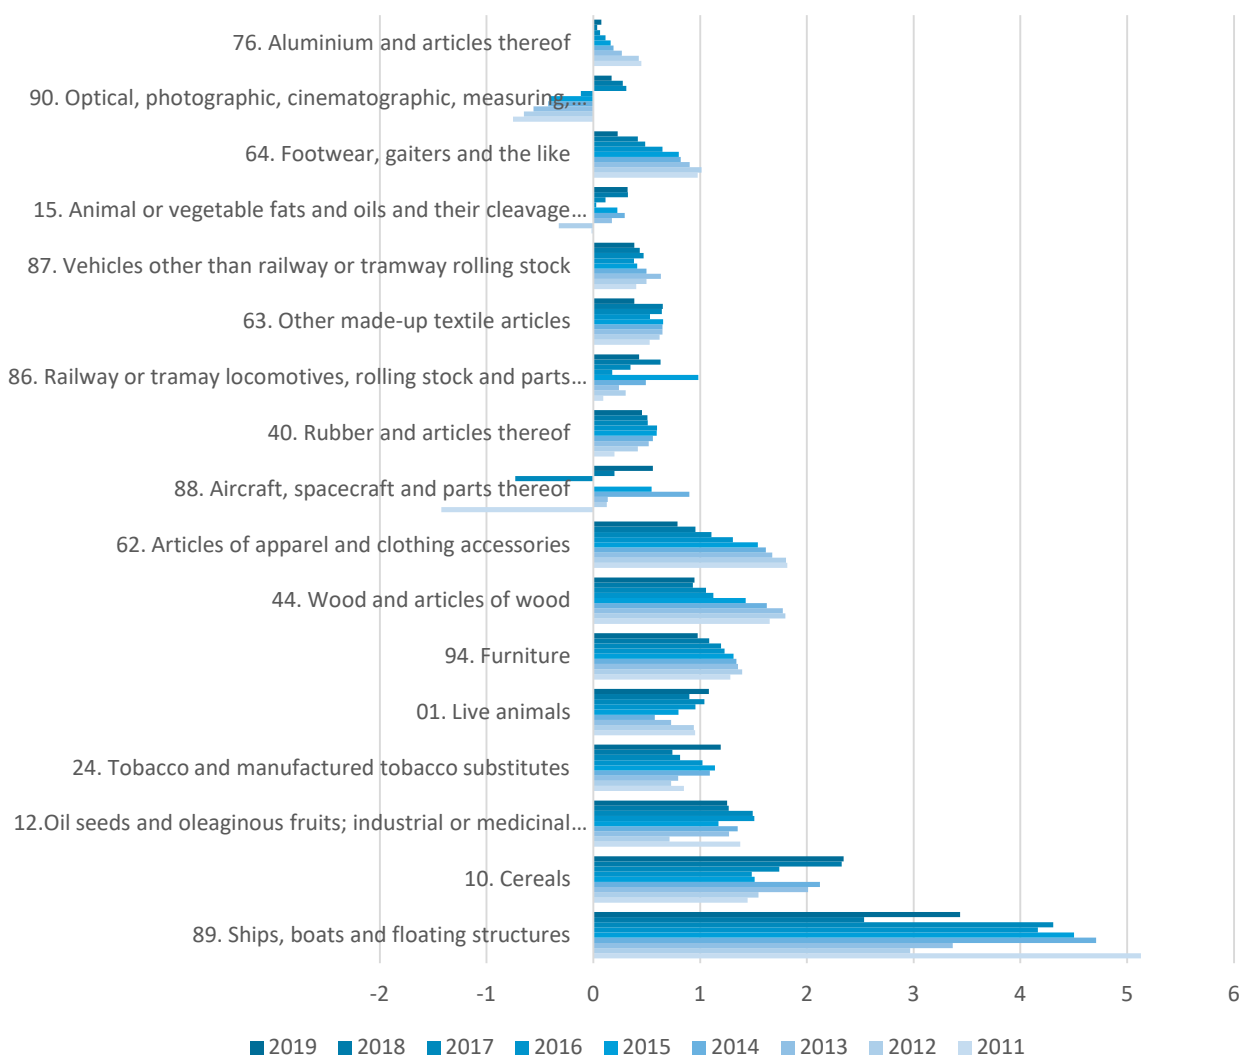 76. Aluminium and articles thereof
90. Optical, photographic, cinematographic, measuring,...
64. Footwear, gaiters and the like
15. Animal or vegetable fats and oils and their cleavage...
87. Vehicles other than railway or tramway rolling stock
63. Other made-up textile articles
86. Railway or tramay locomotives, rolling stock and parts...
40. Rubber and articles thereof
88. Aircraft, spacecraft and parts thereof
62. Articles of apparel and clothing accessories
44. Wood and articles of wood
94. Furniture
01. Live animals
24. Tobacco and manufactured tobacco substitutes
12.Oil seeds and oleaginous fruits; industrial or medicinal...
10. Cereals
89. Ships, boats and floating structures
-2 -1 0 1 2 3 4 5 6
2019 2018 2017 2016 2015 2014 2013 2012 2011